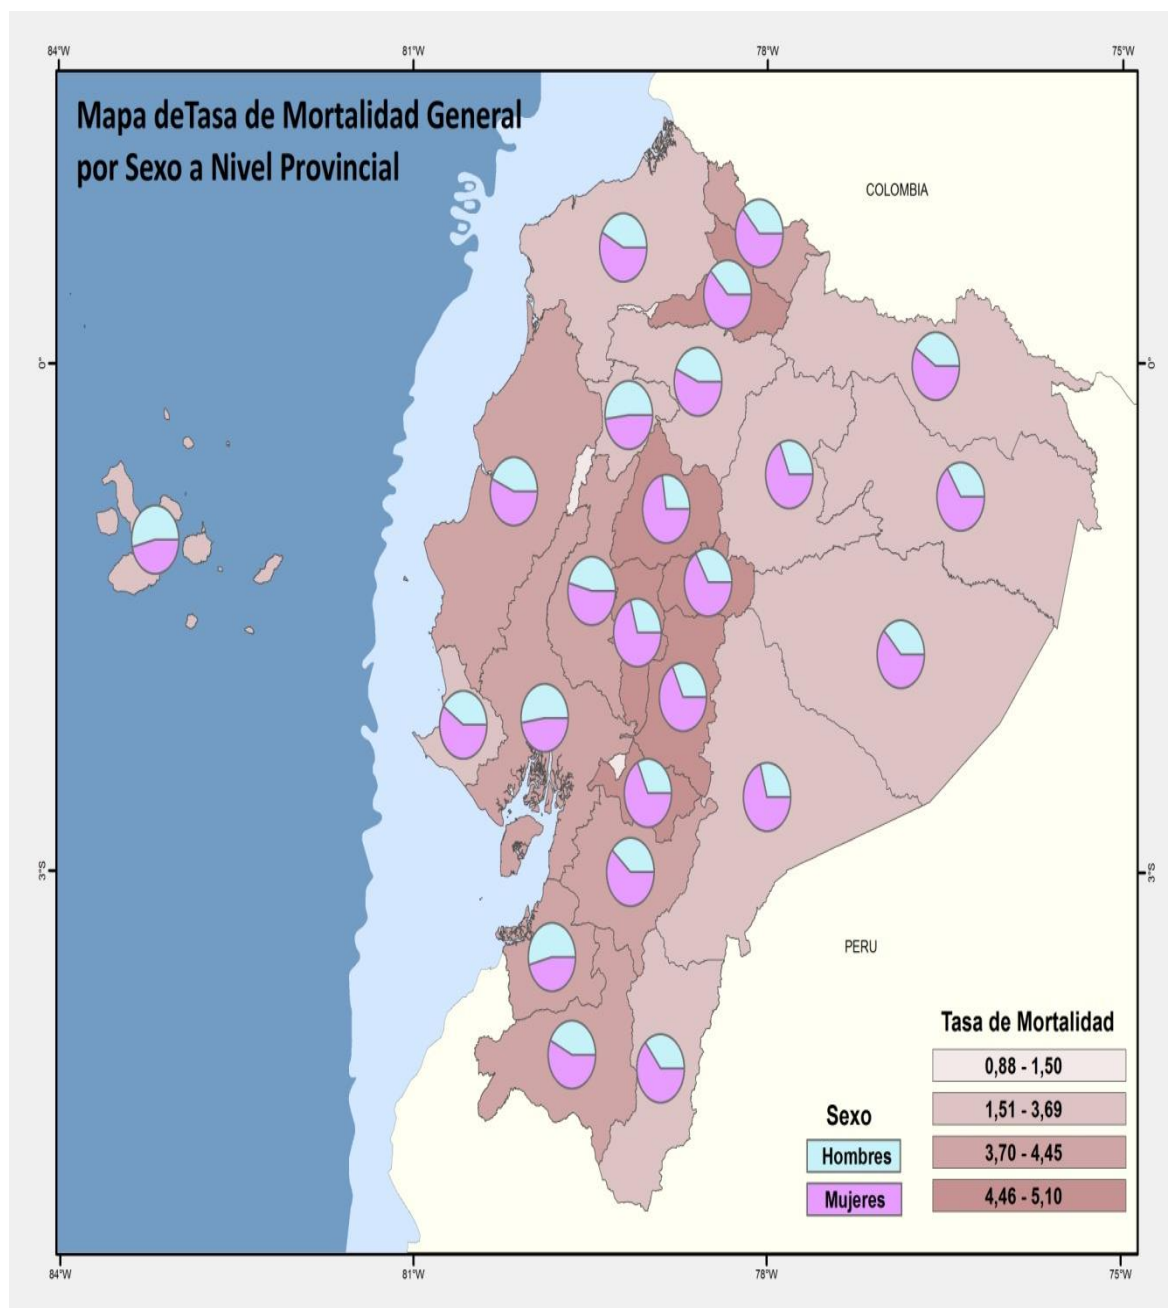 84°W
81°W
78°W
75°W
Mapa deTasa de Mortalidad General
por Sexo a Nivel Provincial
COLOMBIA
0°
0°
3°S
3°S
PERU
Tasa de Mortalidad
0,88 - 1,50
1,51 - 3,69
3,70 - 4,45
4,46 - 5,10
Sexo
Hombres
Mujeres
84°W
81°W
78°W
75°W